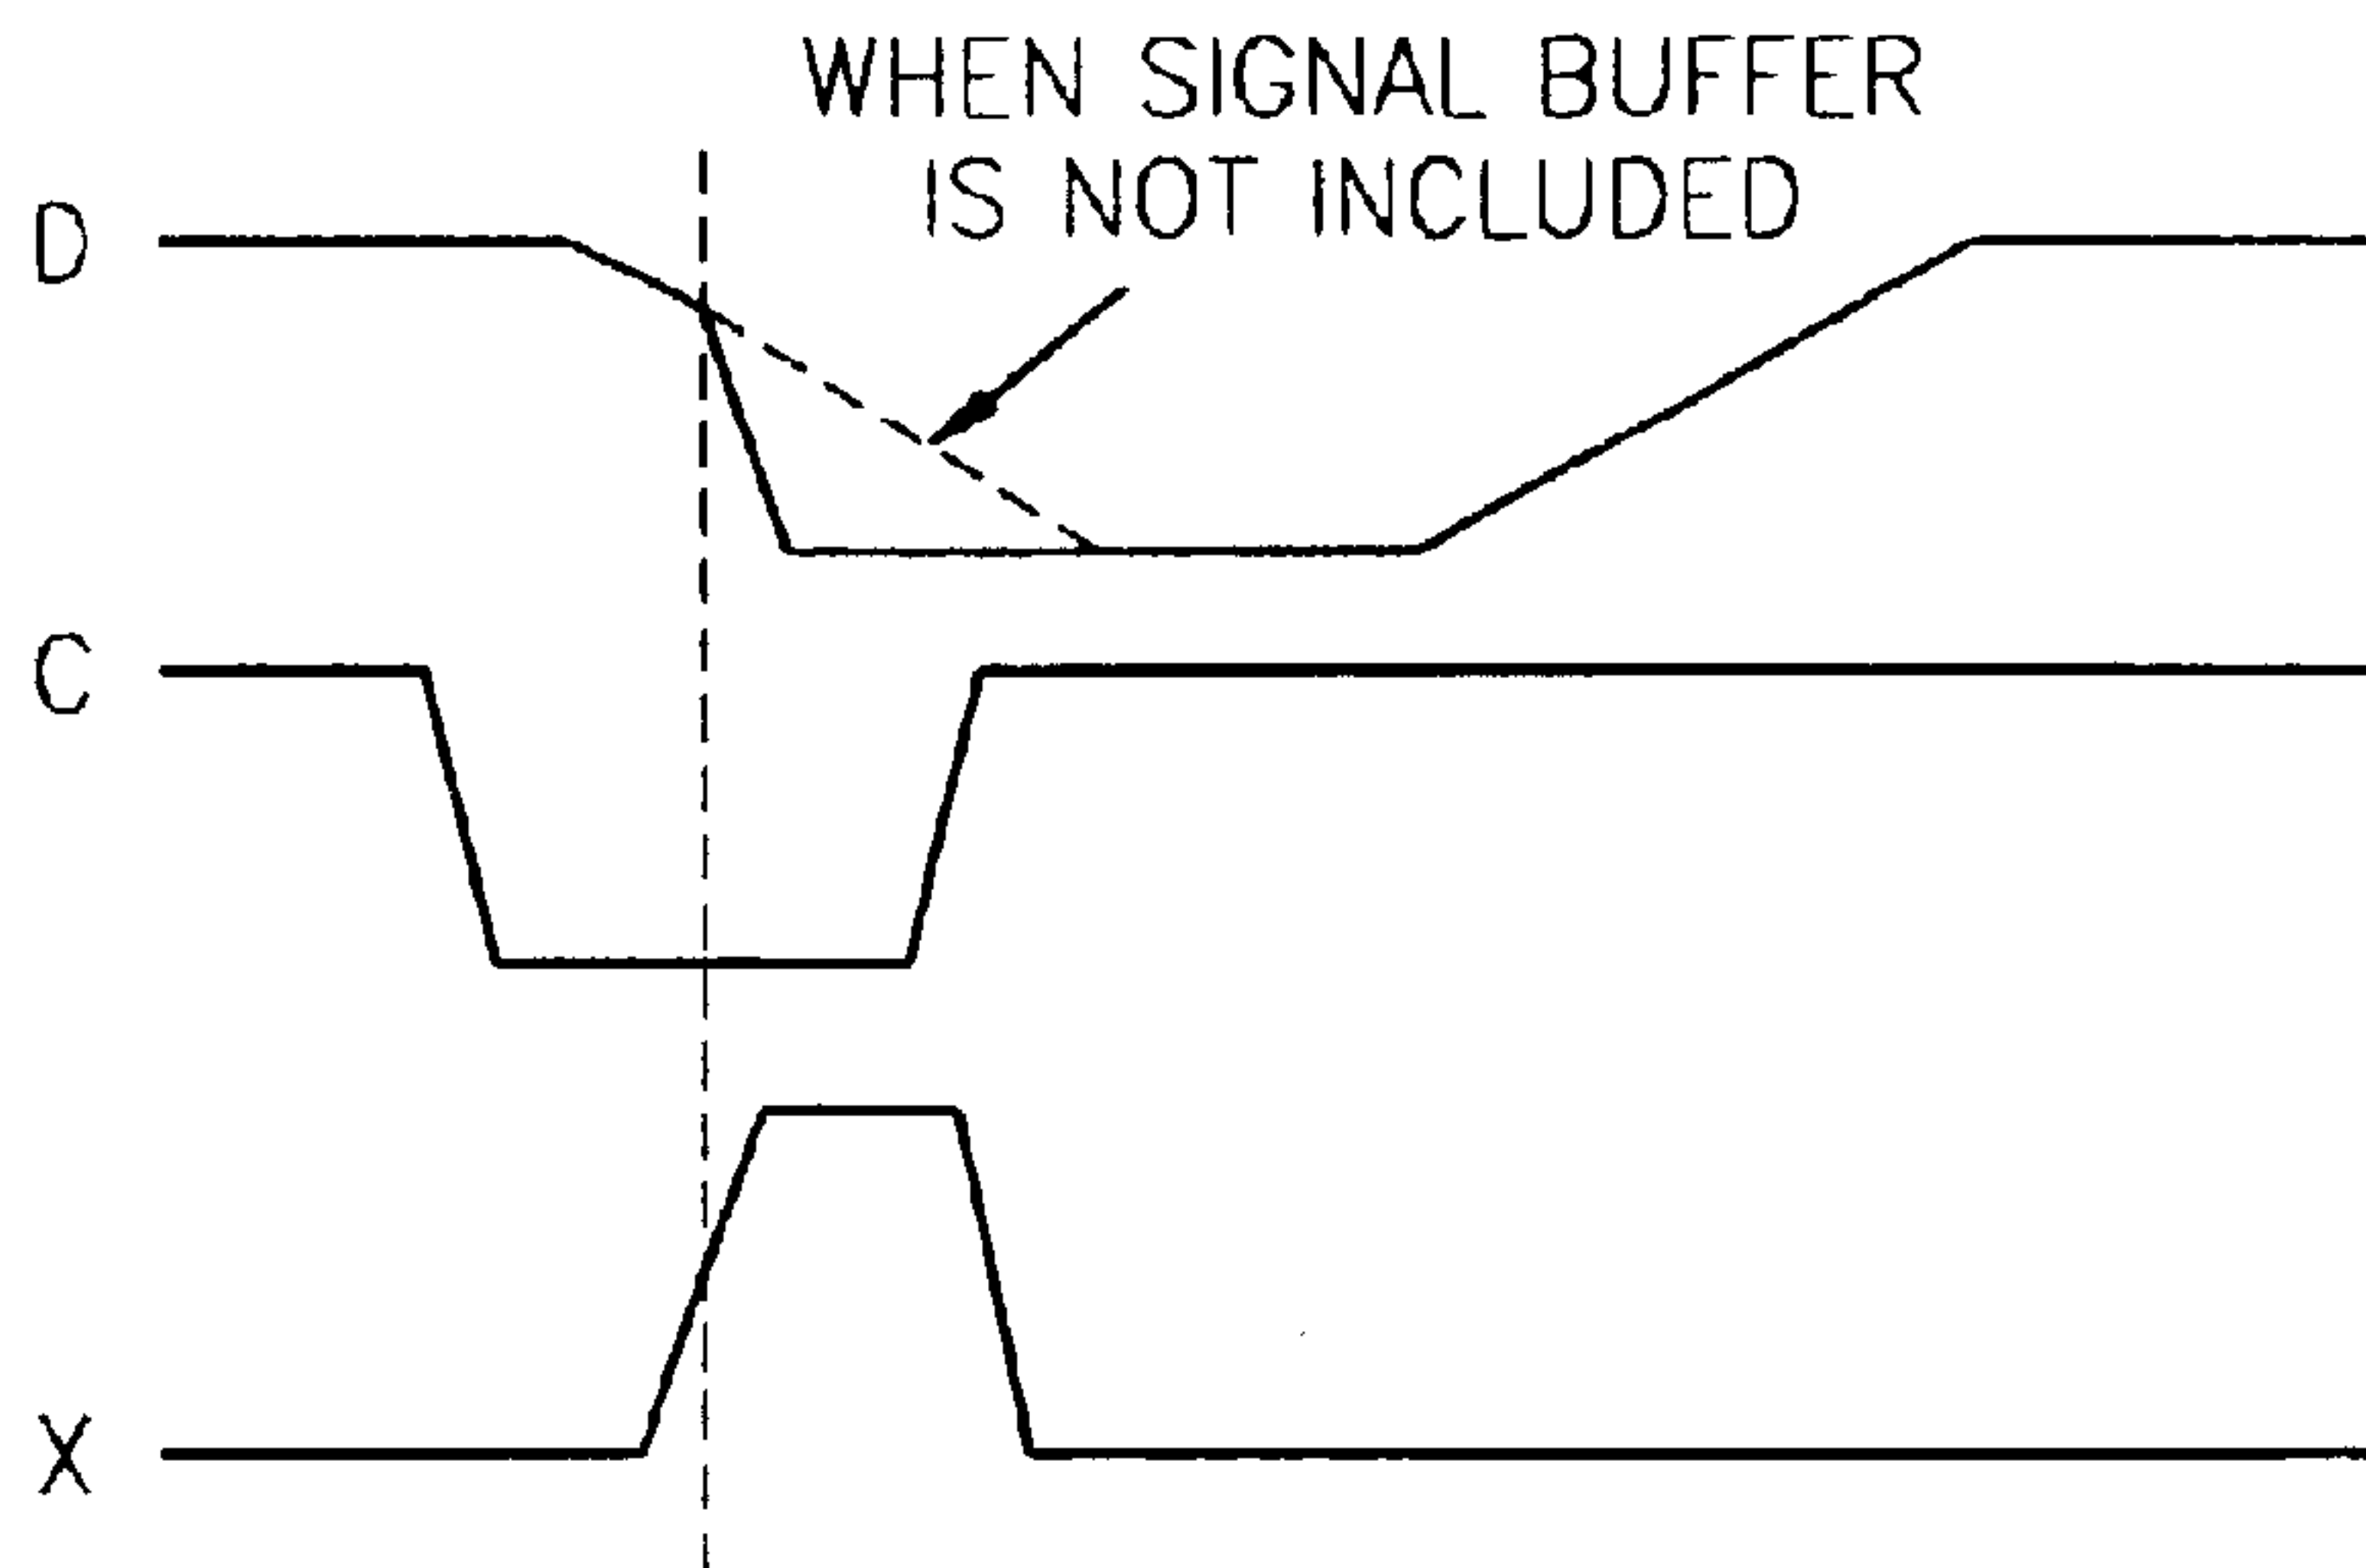 WHEN SIGNAL BUFFER
IS NOT INCLUDED
D
C
X